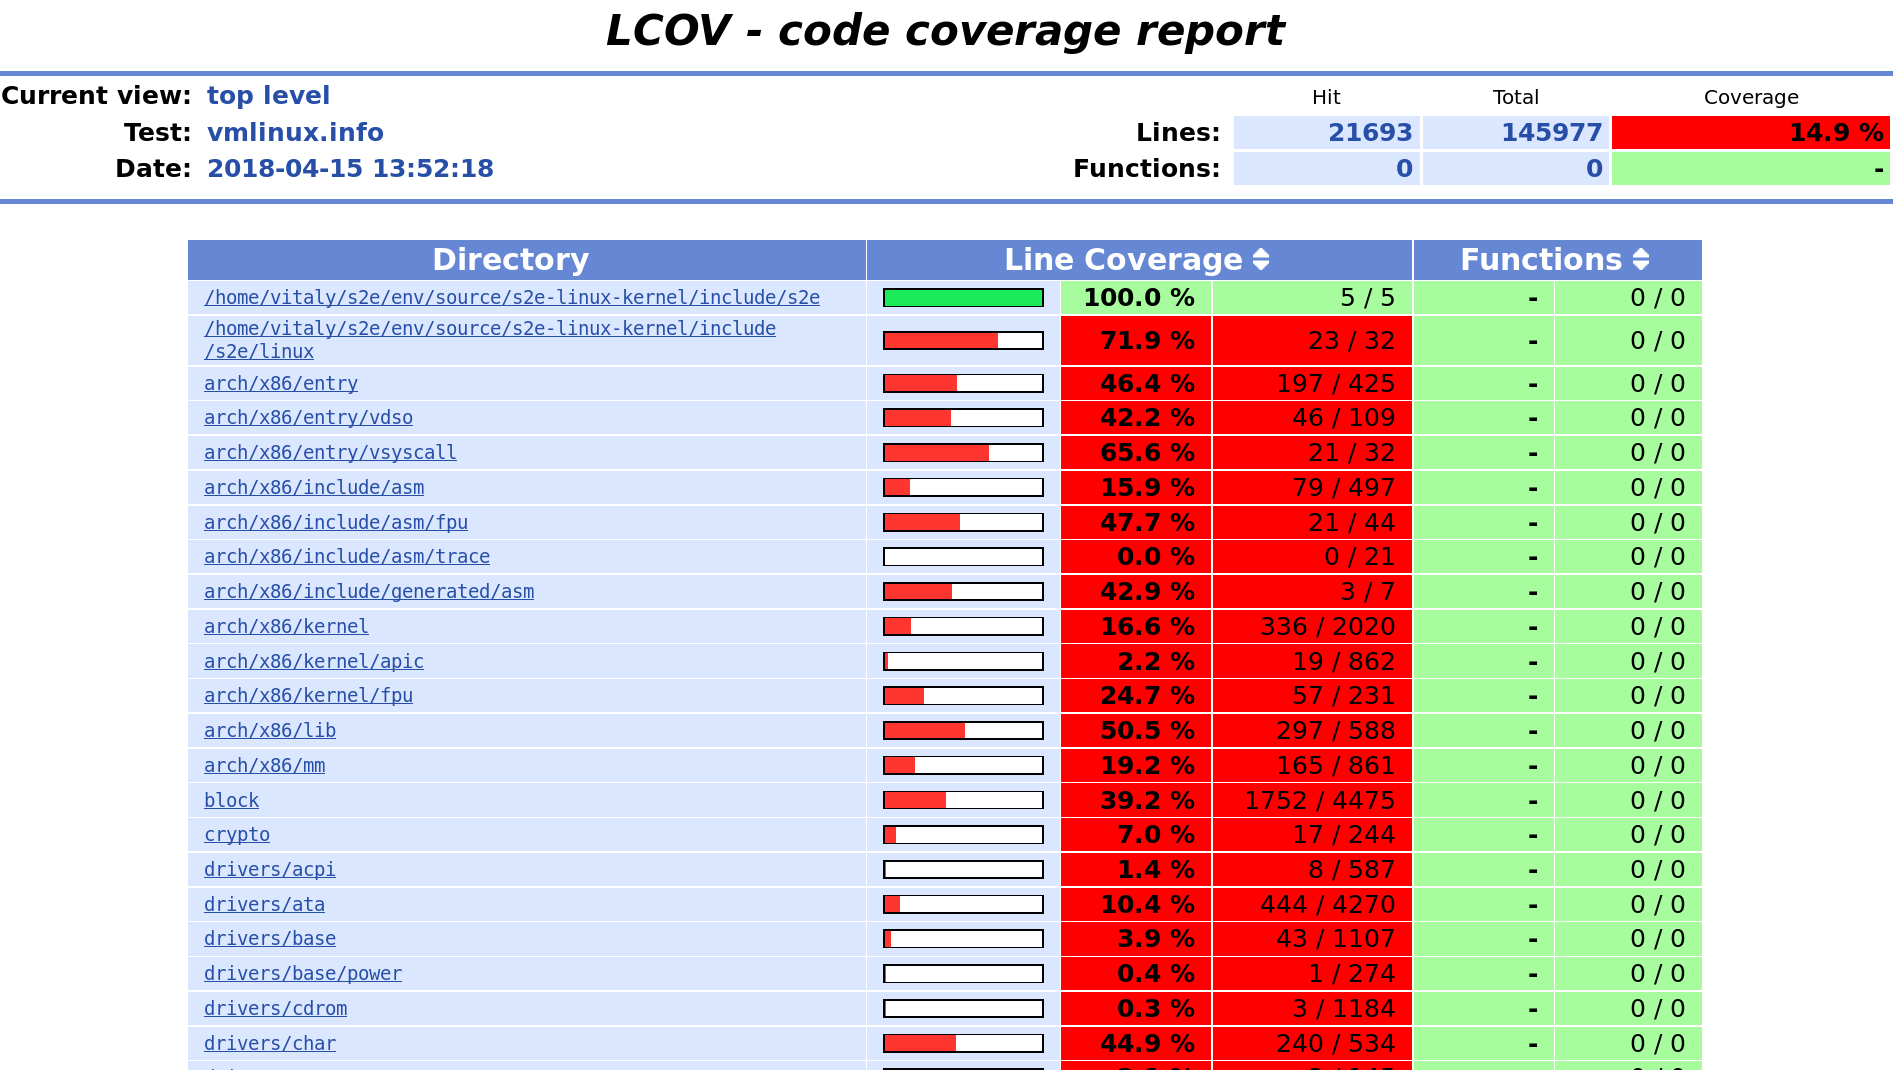 LCOV - code coverage report
Current view: top level Hit Total Coverage
Test: vmlinux.info Lines: 21693 145977 14.9 %
Date: 2018-04-15 13:52:18 Functions: 0 0 -
Directory Line Coverage Functions
/home/vitaly/s2e/env/source/s2e-linux-kernel/include/s2e 100.0 % 5 / 5 - 0 / 0
/home/vitaly/s2e/env/source/s2e-linux-kernel/include
/s2e/linux 71.9 % 23 / 32 - 0 / 0
arch/x86/entry 46.4 % 197 / 425 - 0 / 0
arch/x86/entry/vdso 42.2 % 46 / 109 - 0 / 0
arch/x86/entry/vsyscall 65.6 % 21 / 32 - 0 / 0
arch/x86/include/asm 15.9 % 79 / 497 - 0 / 0
arch/x86/include/asm/fpu 47.7 % 21 / 44 - 0 / 0
arch/x86/include/asm/trace 0.0 % 0 / 21 - 0 / 0
arch/x86/include/generated/asm 42.9 % 3 / 7 - 0 / 0
arch/x86/kernel 16.6 % 336 / 2020 - 0 / 0
arch/x86/kernel/apic 2.2 % 19 / 862 - 0 / 0
arch/x86/kernel/fpu 24.7 % 57 / 231 - 0 / 0
arch/x86/lib 50.5 % 297 / 588 - 0 / 0
arch/x86/mm 19.2 % 165 / 861 - 0 / 0
block 39.2 % 1752 / 4475 - 0 / 0
crypto 7.0 % 17 / 244 - 0 / 0
drivers/acpi 1.4 % 8 / 587 - 0 / 0
drivers/ata 10.4 % 444 / 4270 - 0 / 0
drivers/base 3.9 % 43 / 1107 - 0 / 0
drivers/base/power 0.4 % 1 / 274 - 0 / 0
drivers/cdrom 0.3 % 3 / 1184 - 0 / 0
drivers/char 44.9 % 240 / 534 - 0 / 0